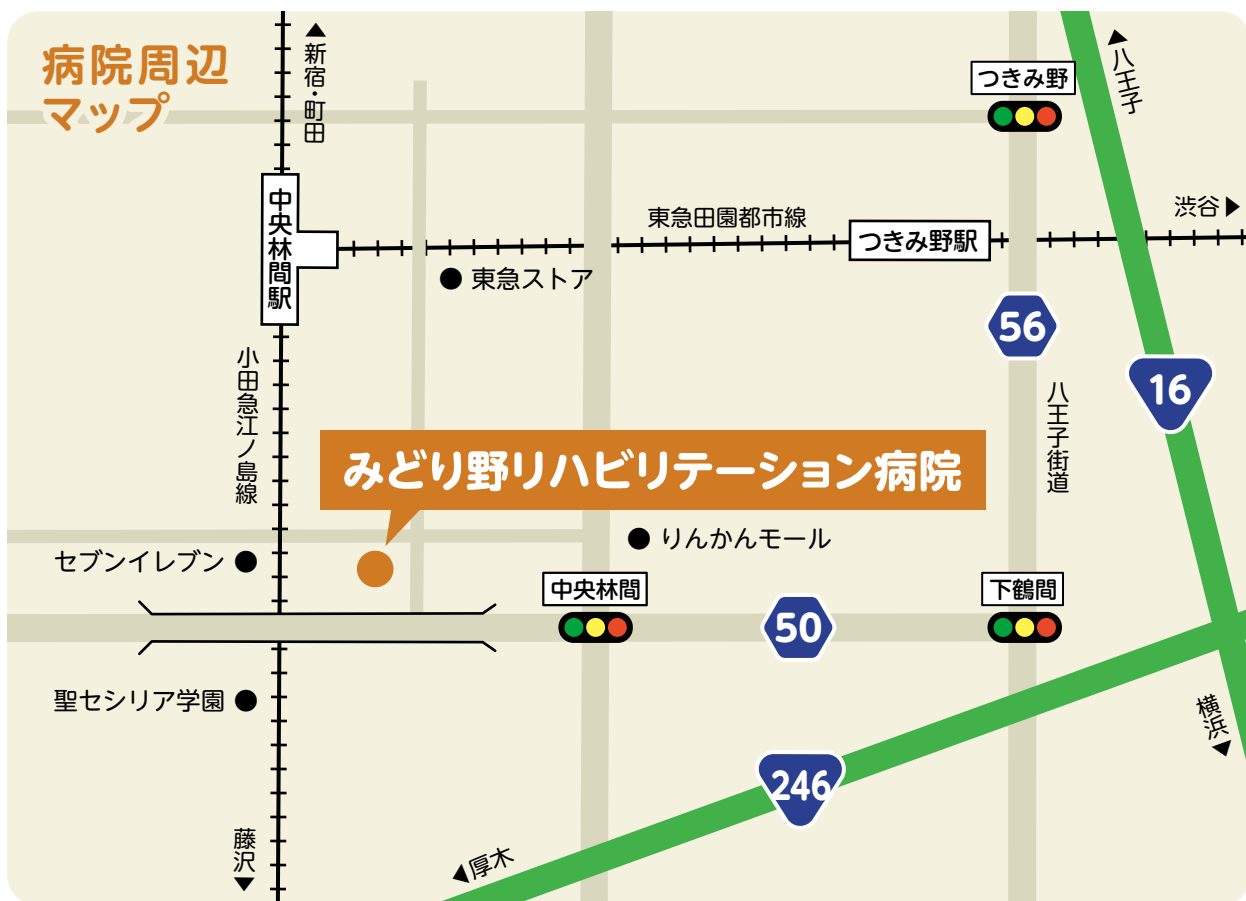 病院周辺
マップ
▲新宿・町田
▲八王子
つきみ野
中央林間駅
東急田園都市線
つきみ野駅
渋谷▶
● 東急ストア
56
16
小田急江ノ島線
八王子街道
みどり野リハビリテーション病院
セブンイレブン ●
● りんかんモール
中央林間
50
下鶴間
聖セシリア学園 ●
横浜▼
246
藤沢▼
◀厚木